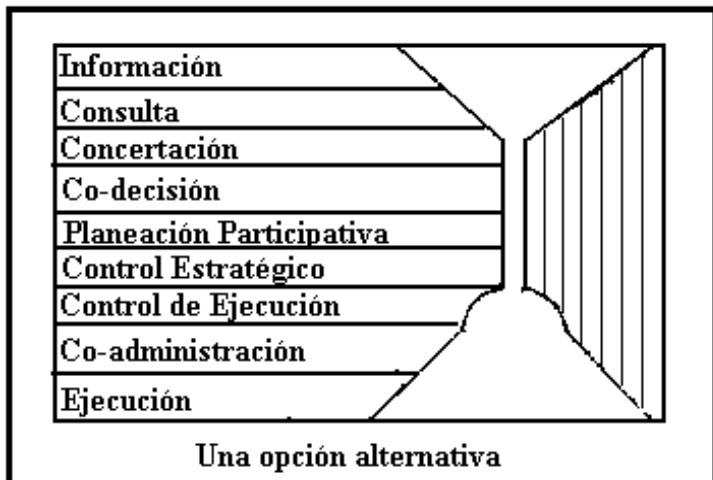 Información
Consulta
Concertación
Co-decisión
Planeación Participativa
Control Estratégico
Control de Ejecución
Co-administración
Ejecución
Una opción alternativa